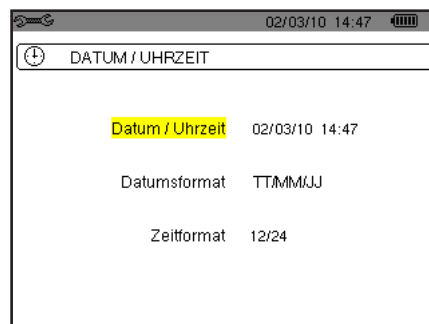 02/03/10 14:47
DATUM / UHRZEIT
Datum / Uhrzeit 02/03/10 14:47
Datumsformat TT/MM/JJ
Zeitformat 12/24